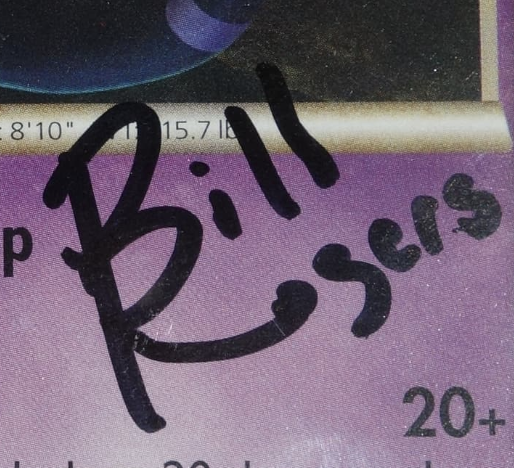 8'10" 15.7 lb
Bill
Rogers
p
20+